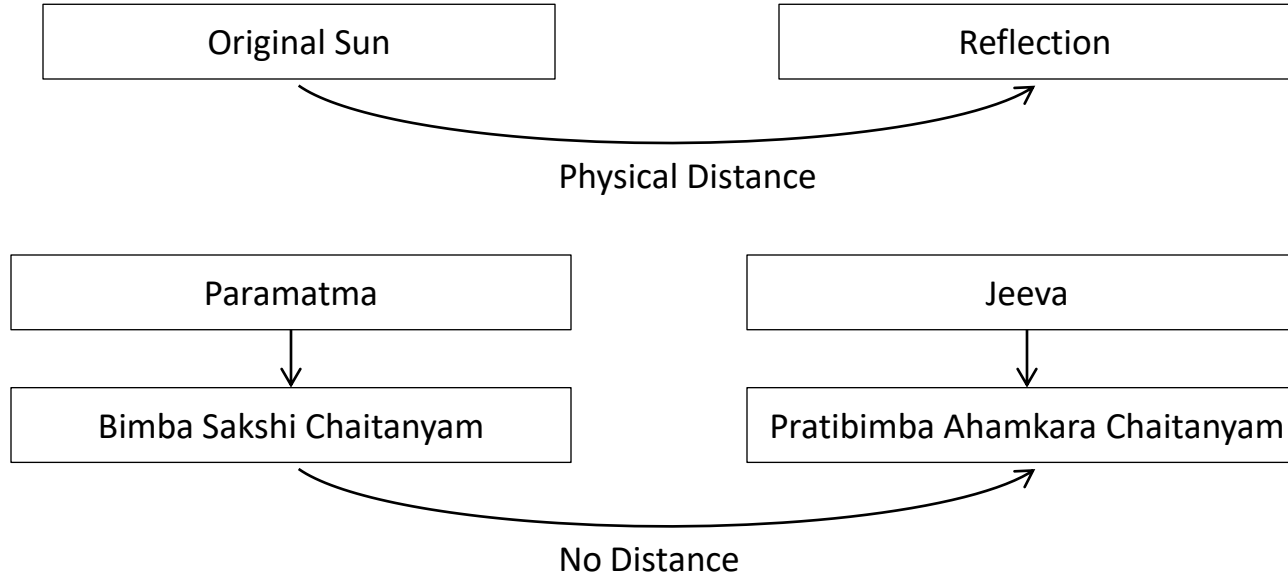 Original Sun
Reflection
Physical Distance
Paramatma
Jeeva
Bimba Sakshi Chaitanyam
Pratibimba Ahamkara Chaitanyam
No Distance